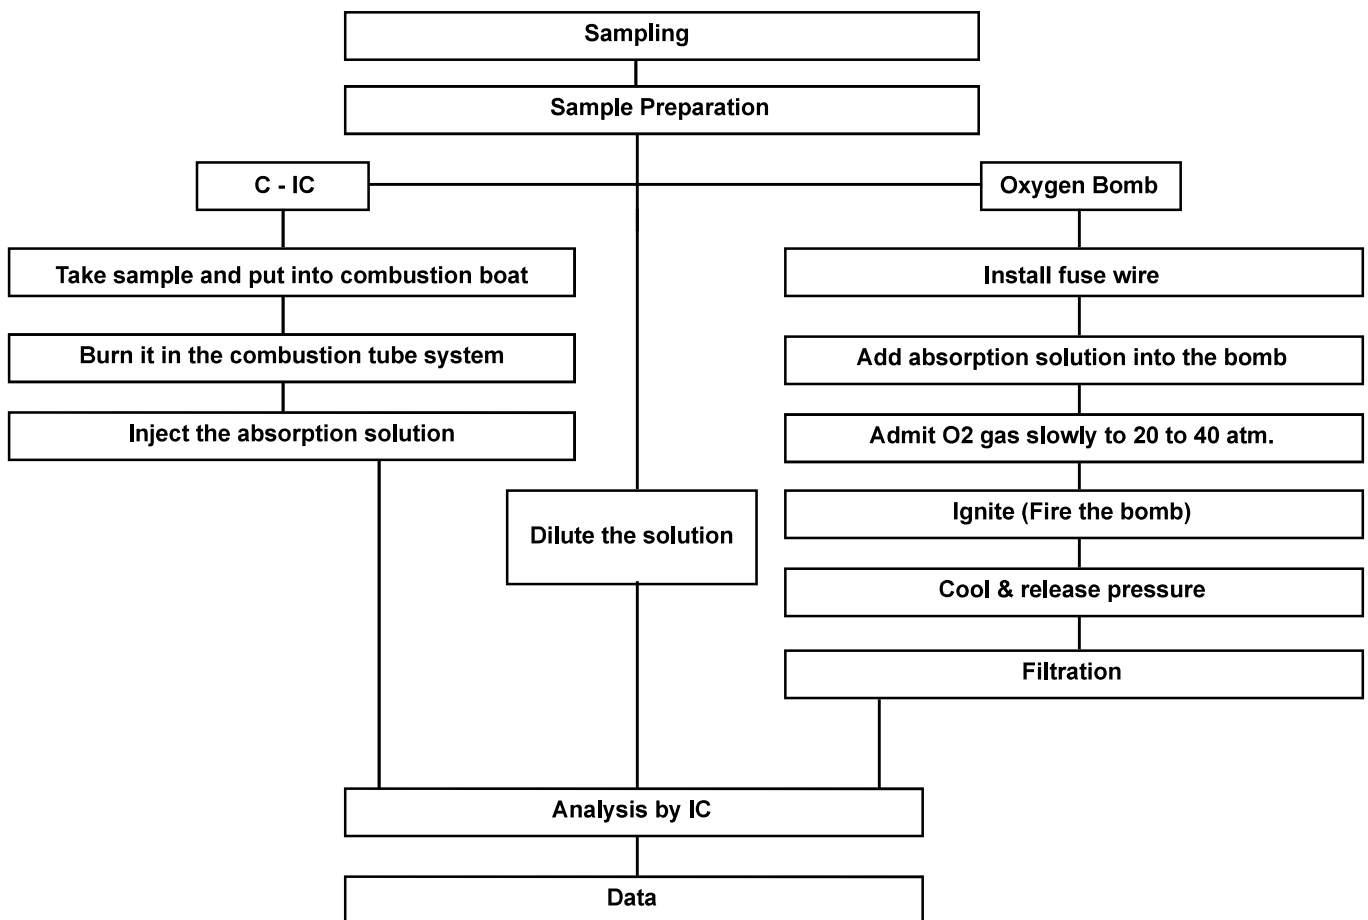 Sampling
Sample Preparation
C - IC
Oxygen Bomb
Take sample and put into combustion boat
Install fuse wire
Burn it in the combustion tube system
Add absorption solution into the bomb
Inject the absorption solution
Admit O2 gas slowly to 20 to 40 atm.
Dilute the solution
Ignite (Fire the bomb)
Cool & release pressure
Filtration
Analysis by IC
Data